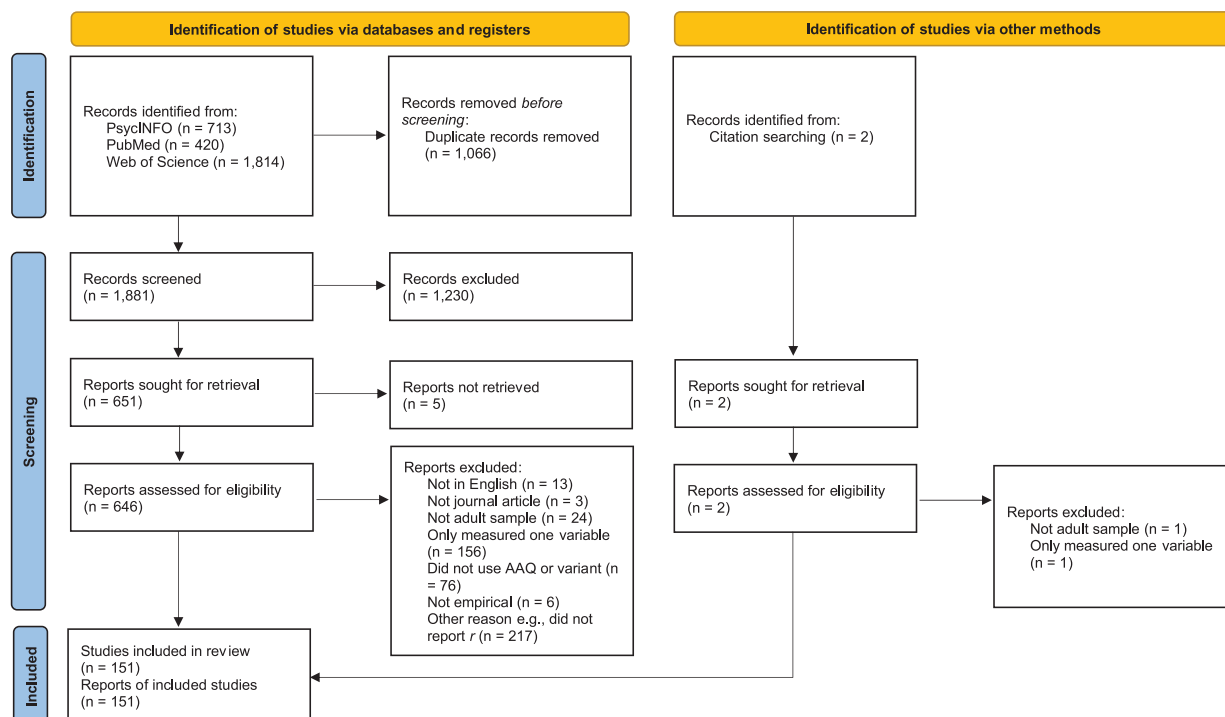 Identification of studies via databases and registers
Identification of studies via other methods
Identification
Records identified from:
PsycINFO (n = 713)
PubMed (n = 420)
Web of Science (n = 1,814)
Records removed before
screening:
Duplicate records removed
(n = 1,066)
Records identified from:
Citation searching (n = 2)
Screening
Records screened
(n = 1,881)
Records excluded
(n = 1,230)
Reports sought for retrieval
(n = 651)
Reports not retrieved
(n = 5)
Reports sought for retrieval
(n = 2)
Reports assessed for eligibility
(n = 646)
Reports excluded:
Not in English (n = 13)
Not journal article (n = 3)
Not adult sample (n = 24)
Only measured one variable
(n = 156)
Did not use AAQ or variant (n
= 76)
Not empirical (n = 6)
Other reason e.g., did not
report r (n = 217)
Reports assessed for eligibility
(n = 2)
Reports excluded:
Not adult sample (n = 1)
Only measured one variable
(n = 1)
Included
Studies included in review
(n = 151)
Reports of included studies
(n = 151)